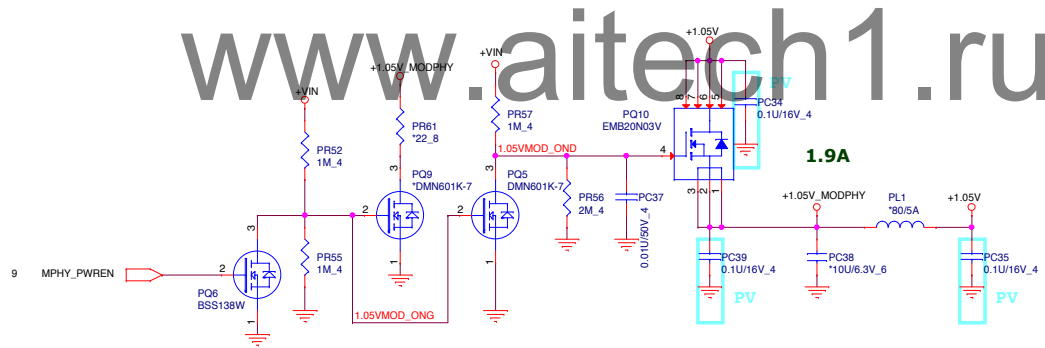 www.aitech1.ru
+1.05V
+VIN
+1.05V_MODPHY
+VIN
PV
8
7
6
5
PC34
0.1U/16V_4
PQ10
EMB20N03V
PR57
1M_4
PR61
*22_8
PR52
1M_4
1.05VMOD_OND
4
1.9A
3
PQ9
*DMN601K-7
3
PQ5
DMN601K-7
PR56
2M_4
PC37
0.01U/50V_4
3
2
1
+1.05V_MODPHY
PL1
*80/5A
+1.05V
2
2
3
PR55
1M_4
1
1
PC39
0.1U/16V_4
PC38
*10U/6.3V_6
PC35
0.1U/16V_4
9
MPHY_PWREN
2
PQ6
BSS138W
1
1.05VMOD_ONG
PV
PV